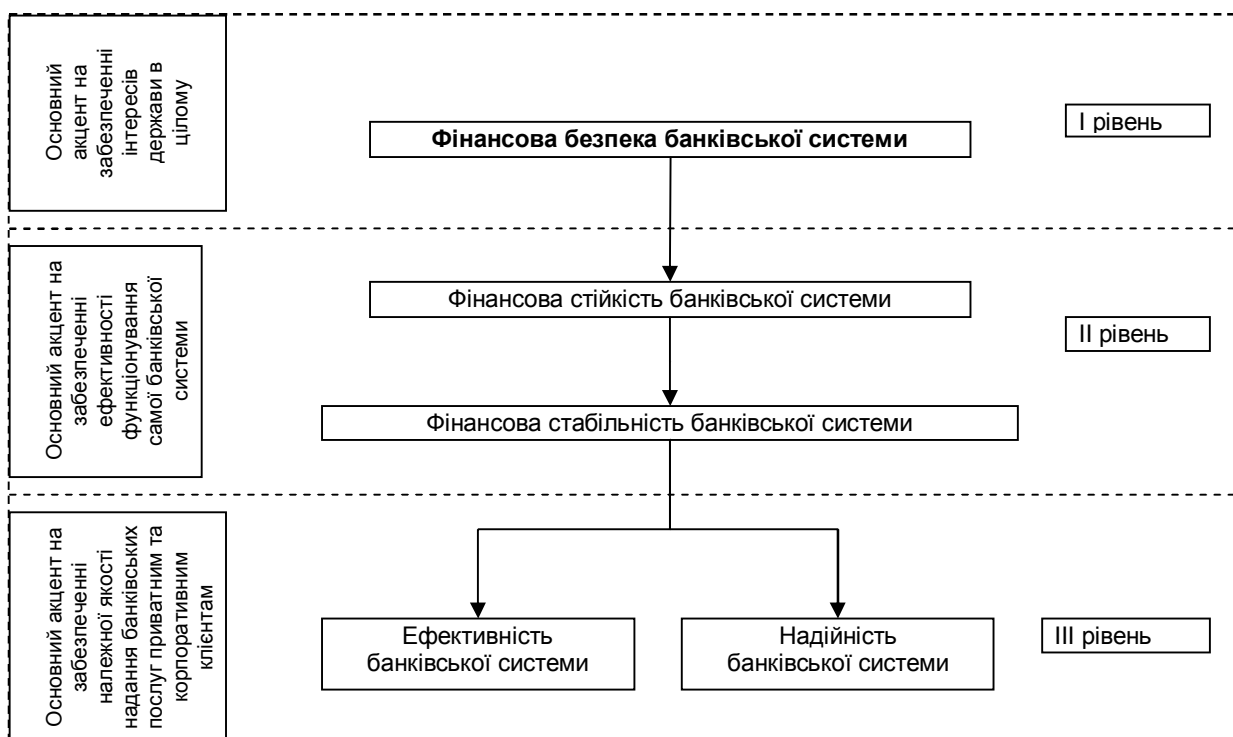 Основний
акцент на
забезпеченні
інтересів
держави в
цілому
Фінансова безпека банківської системи
І рівень
Основний акцент на
забезпеченні
ефективності
функціонування
самої банківської
системи
Фінансова стійкість банківської системи
ІІ рівень
Фінансова стабільність банківської системи
Основний акцент на
забезпеченні
належної якості
надання банківських
послуг приватним та
корпоративним
клієнтам
Ефективність
банківської системи
Надійність
банківської системи
ІІІ рівень